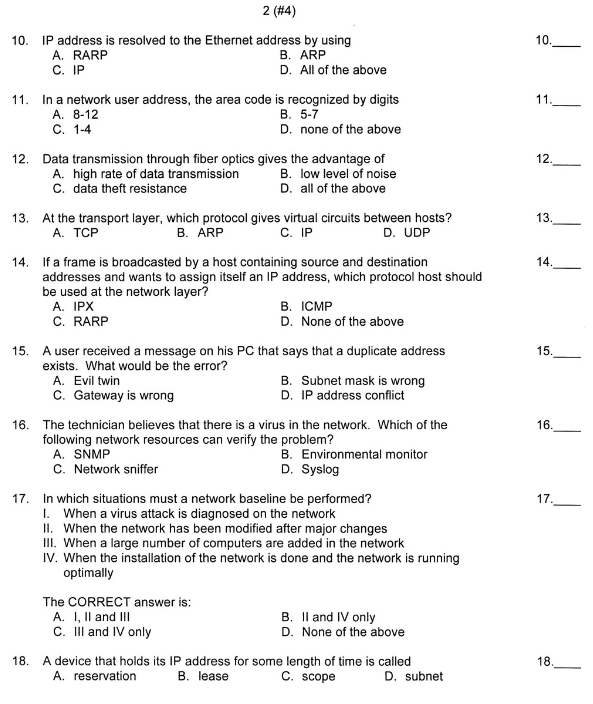 2 (#4)
10. IP address is resolved to the Ethernet address by using 10.____
A. RARP B. ARP
C. IP D. All of the above
11. In a network user address, the area code is recognized by digits 11.____
A. 8-12 B. 5-7
C. 1-4 D. none of the above
12. Data transmission through fiber optics gives the advantage of 12.____
A. high rate of data transmission B. low level of noise
C. data theft resistance D. all of the above
13. At the transport layer, which protocol gives virtual circuits between hosts? 13.____
A. TCP B. ARP C. IP D. UDP
14. If a frame is broadcasted by a host containing source and destination 14.____
addresses and wants to assign itself an IP address, which protocol host should
be used at the network layer?
A. IPX B. ICMP
C. RARP D. None of the above
15. A user received a message on his PC that says that a duplicate address 15.____
exists. What would be the error?
A. Evil twin B. Subnet mask is wrong
C. Gateway is wrong D. IP address conflict
16. The technician believes that there is a virus in the network. Which of the 16.____
following network resources can verify the problem?
A. SNMP B. Environmental monitor
C. Network sniffer D. Syslog
17. In which situations must a network baseline be performed? 17.____
I. When a virus attack is diagnosed on the network
II. When the network has been modified after major changes
III. When a large number of computers are added in the network
IV. When the installation of the network is done and the network is running
optimally
The CORRECT answer is:
A. I, II and III B. II and IV only
C. III and IV only D. None of the above
18. A device that holds its IP address for some length of time is called 18.____
A. reservation B. lease C. scope D. subnet